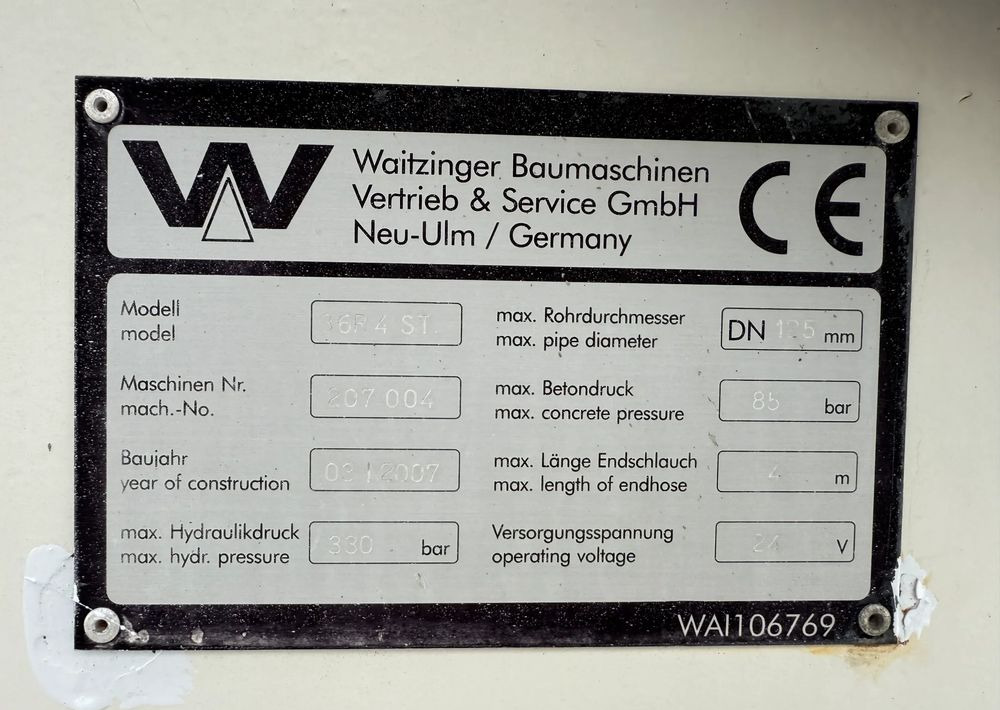 Waitzinger Baumaschinen
Vertrieb & Service GmbH
Neu-Ulm / Germany
CE
Modell
model
36R4 ST.
Maschinen Nr.
mach.-No.
207 004
Baujahr
year of construction
max. Hydraulikdruck
max. hydr. pressure
330 bar
max. Rohrdurchmesser
max. pipe diameter
DN 125 mm
max. Betondruck
max. concrete pressure
85 bar
max. Länge Endschlauch
max. length of endhose
4 m
Versorgungsspannung
operating voltage
24 V
WAI106769